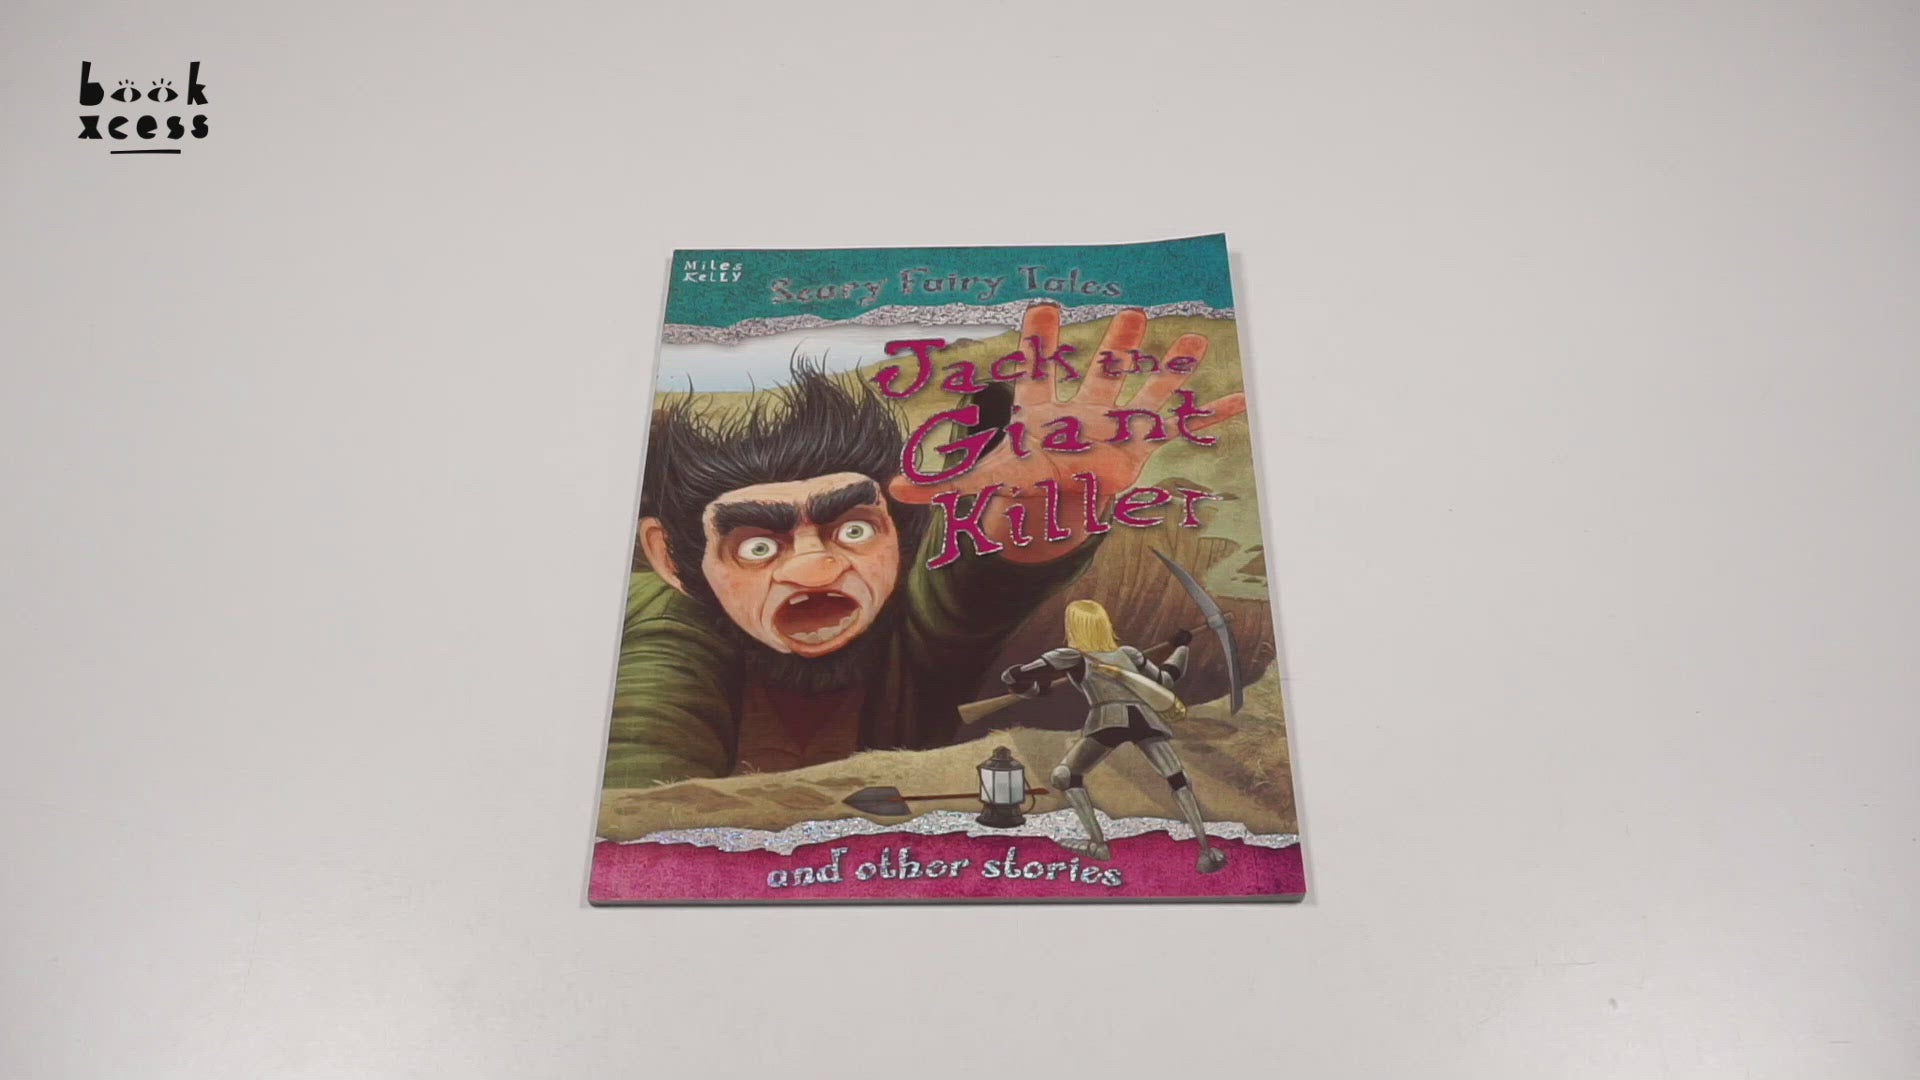 book
xcess
Miles
Kelly
Scary Fairy Tales
Jack the
Giant
Killer
and other stories